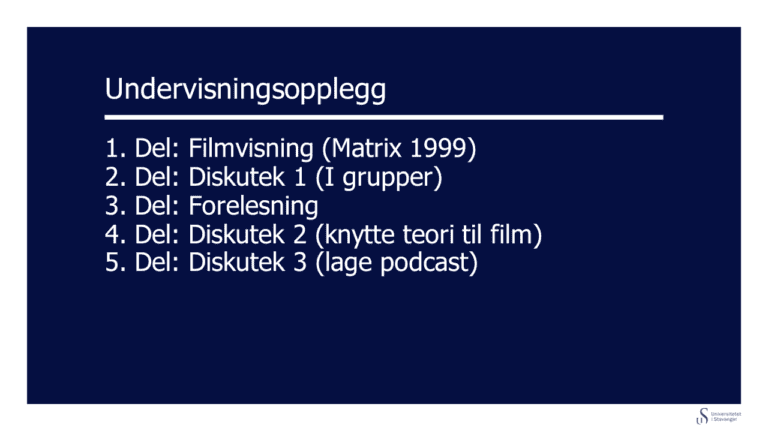 Undervisningsopplegg
1. Del: Filmvisning (Matrix 1999)
2. Del: Diskutek 1 (I grupper)
3. Del: Forelesning
4. Del: Diskutek 2 (knytte teori til film)
5. Del: Diskutek 3 (lage podcast)
Universitetet
i Stavanger